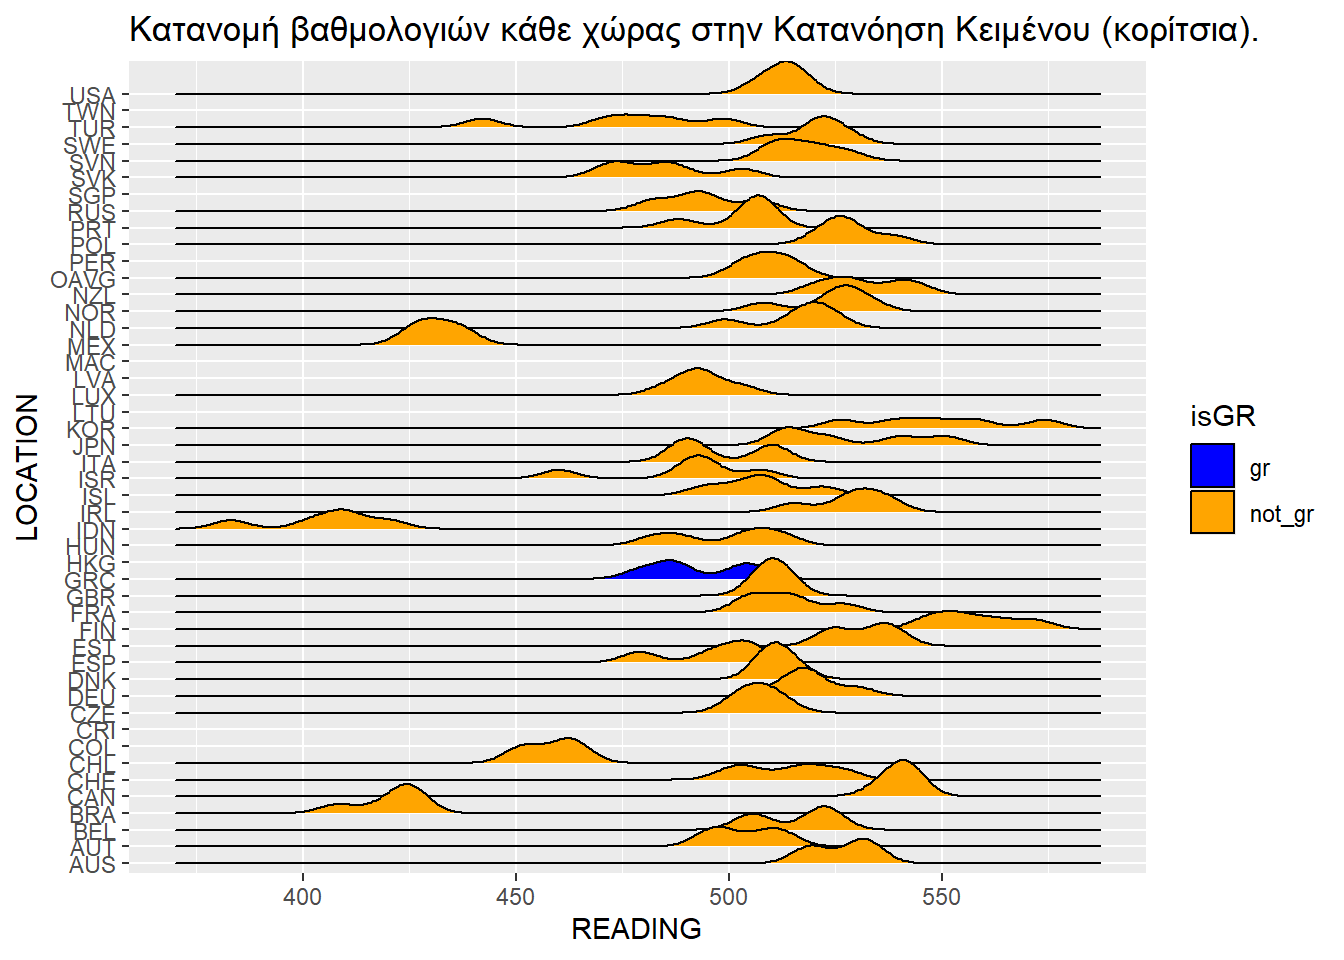 Κατανομή βαθμολογιών κάθε χώρας στην Κατανόηση Κειμένου (κορίτσια).
USA
TWN
TUR
SWE
SVN
SVK
SGP
RUS
PRT
POL
PER
OAVG
NZL
NOR
NLD
MEX
MAC
LVA
LUX
LTU
KOR
JPN
ITA
ISR
ISL
IRL
IDN
HUN
HKG
GRC
GBR
FRA
FIN
EST
ESP
DNK
DEU
CZE
CRI
COL
CHL
CHE
CAN
BRA
BEL
AUT
AUS
LOCATION
400
450
500
550
READING
isGR
gr
not_gr